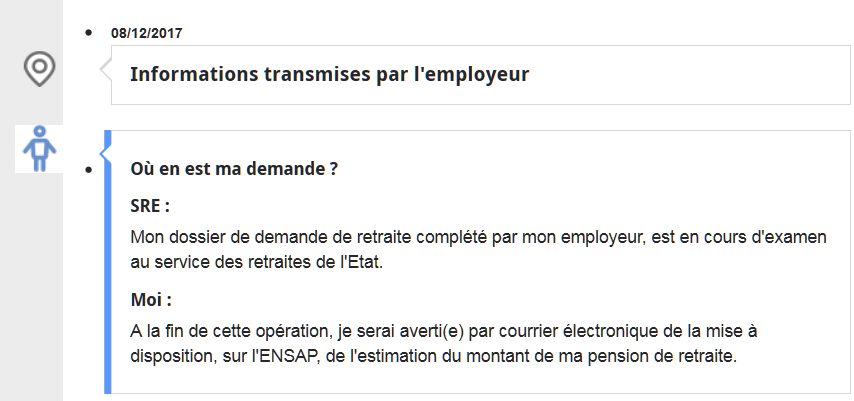 08/12/2017
Informations transmises par l'employeur
Où en est ma demande ?
SRE :
Mon dossier de demande de retraite complété par mon employeur, est en cours d'examen
au service des retraites de l'Etat.
Moi :
A la fin de cette opération, je serai averti(e) par courrier électronique de la mise à
disposition, sur l'ENSAP, de l'estimation du montant de ma pension de retraite.